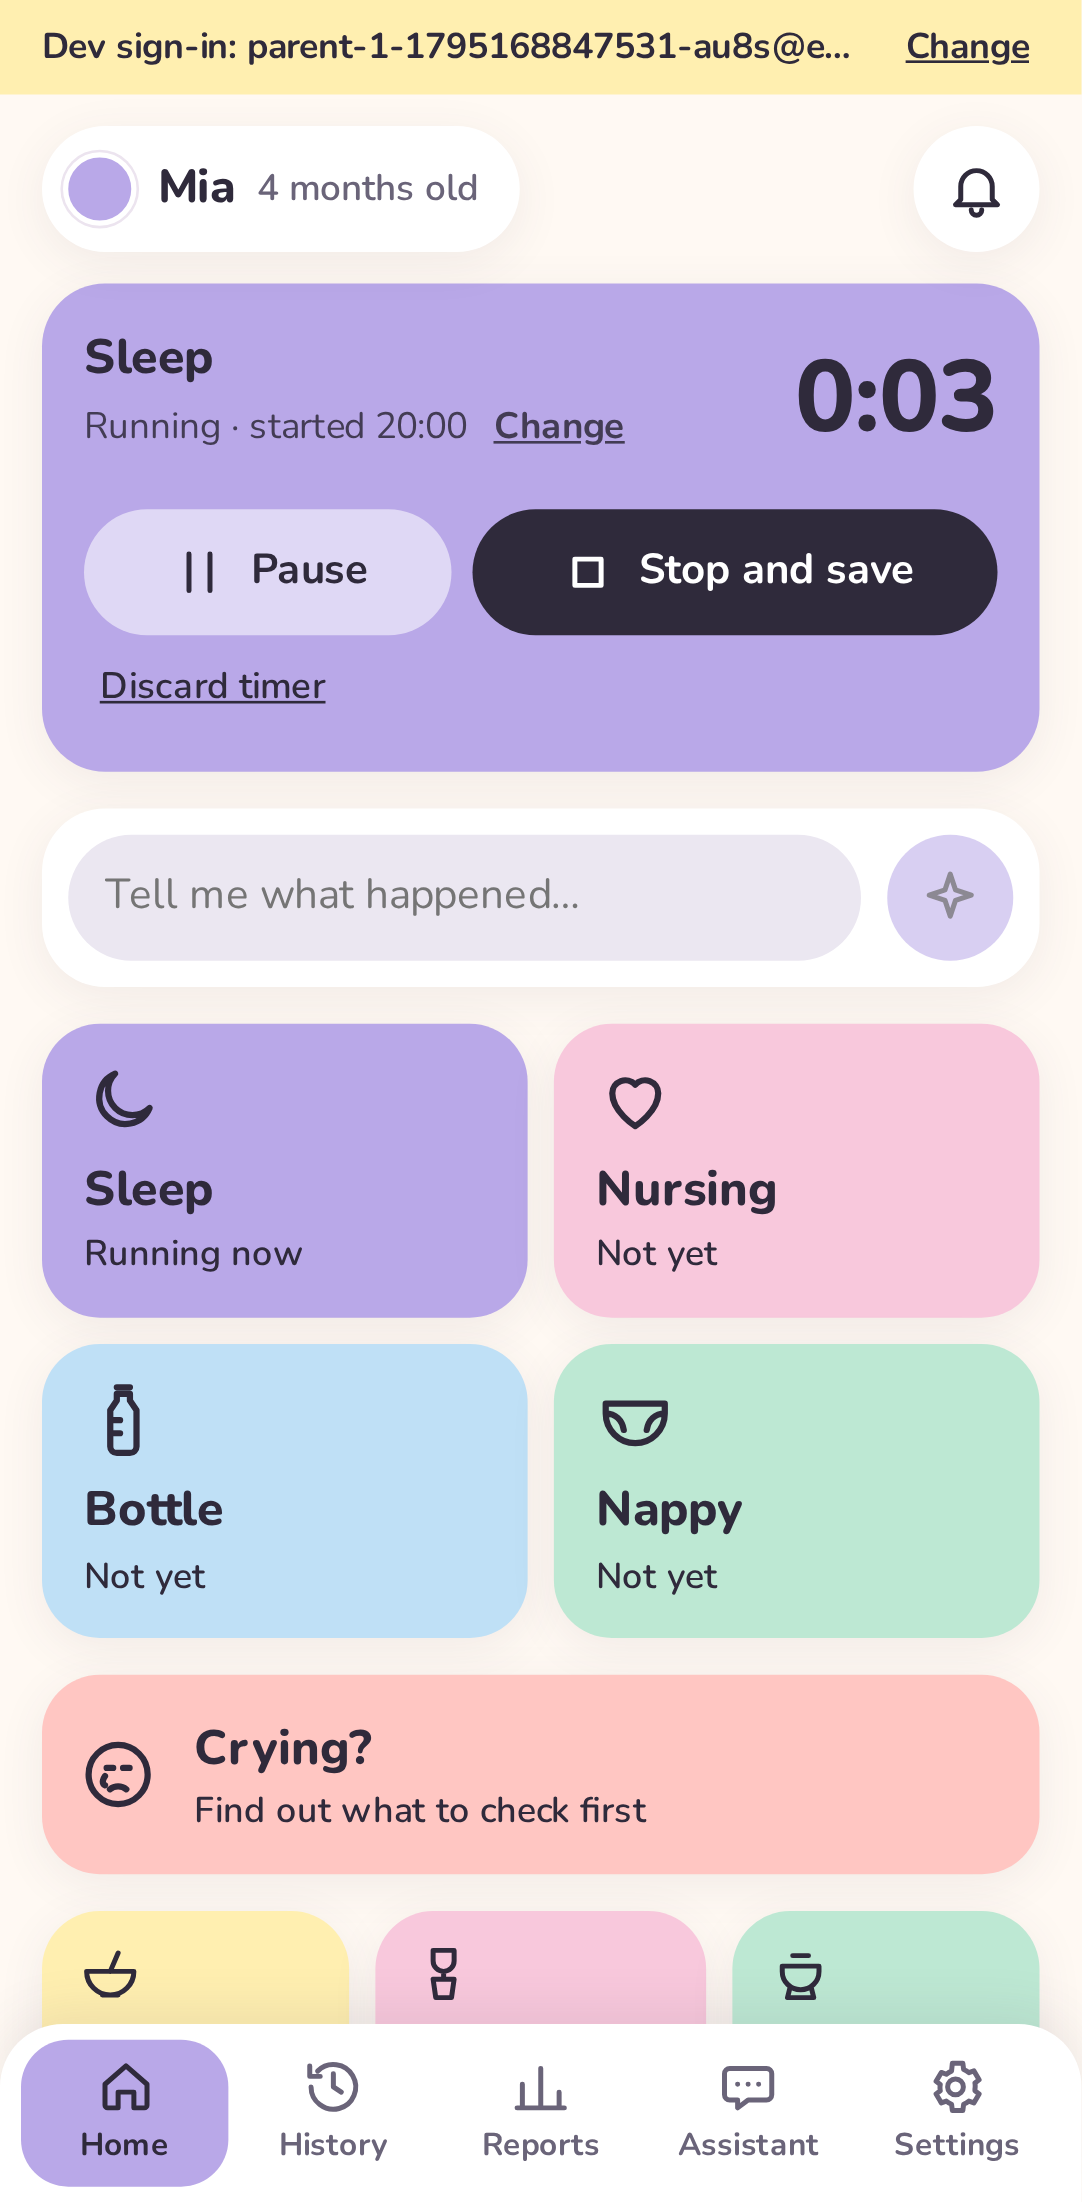 Dev sign-in: parent-1-1795168847531-au8s@e... Change
Mia 4 months old
Sleep
0:03
Running · started 20:00 Change
Pause
Stop and save
Discard timer
Tell me what happened...
Sleep
Running now
Nursing
Not yet
Bottle
Not yet
Nappy
Not yet
Crying?
Find out what to check first
Home
History
Reports
Assistant
Settings